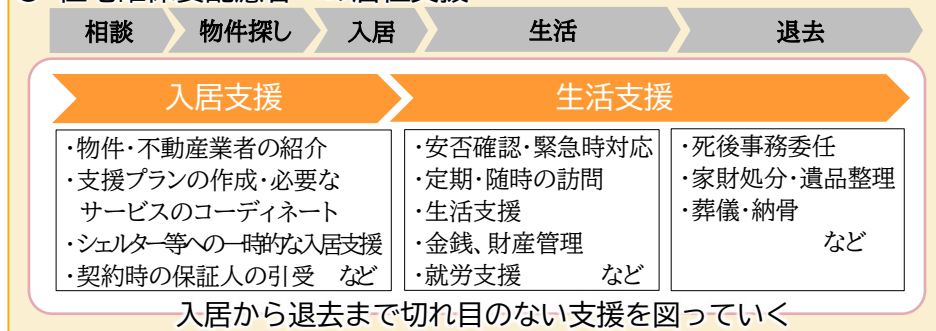 相談 物件探し 入居 生活 退去
入居支援 生活支援
・物件・不動産業者の紹介
・支援プランの作成・必要な
サービスのコーディネート
・シェルター等への一時的な入居支援
・契約時の保証人の引受 など
・安否確認・緊急時対応
・定期・随時の訪問
・生活支援
・金銭、財産管理
・就労支援 など
・死後事務委任
・家財処分・遺品整理
・葬儀・納骨
など
入居から退去まで切れ目のない支援を図っていく